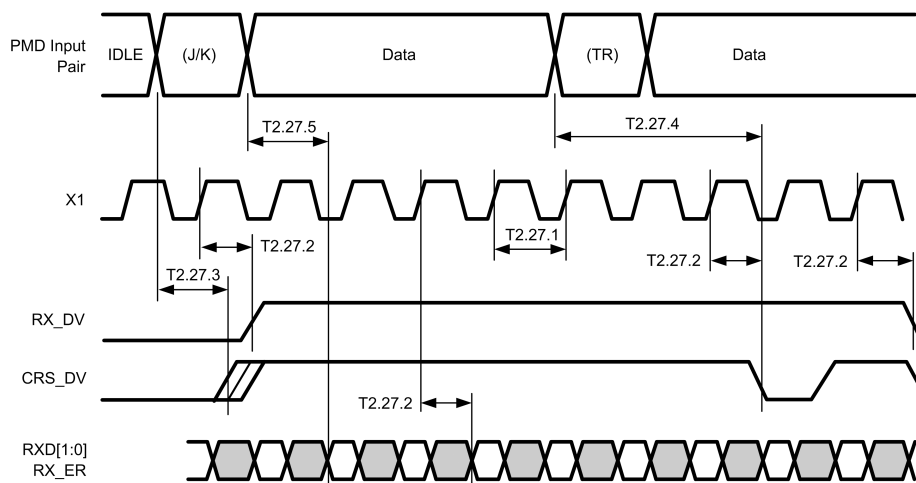 PMD Input
Pair
IDLE
(J/K)
Data
(TR)
Data
T2.27.5
T2.27.4
X1
T2.27.2
T2.27.1
T2.27.2
T2.27.2
T2.27.3
RX_DV
CRS_DV
T2.27.2
RXD[1:0]
RX_ER